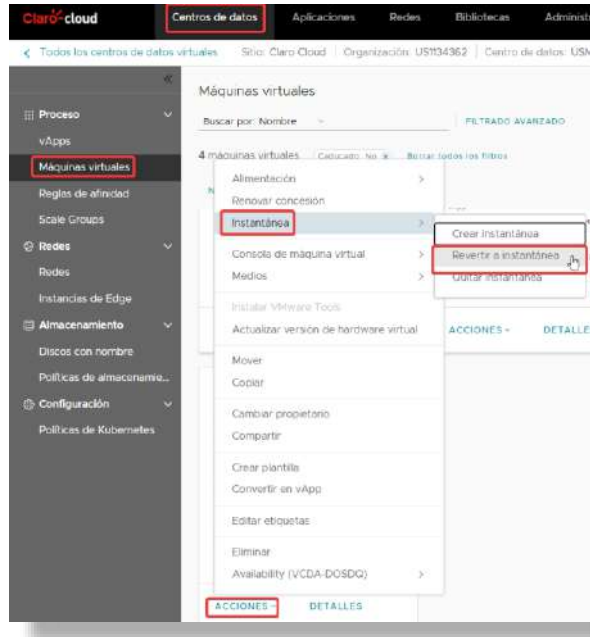 Claro-cloud Centros de datos Aplicaciones Redes Bibliotecas Administ
Todos los centros de datos virtuales Sitio: Claro Cloud Organización: US1134362 Centro de datos: USM
Máquinas virtuales
Buscar por: Nombre FILTRADO AVANZADO
4 máquinas virtuales Caducado: No Borrar todos los filtros
Proceso
vApps
Máquinas virtuales
Reglas de afinidad
Scale Groups
Redes
Redes
Instancias de Edge
Almacenamiento
Discos con nombre
Políticas de almacenamie...
Configuración
Políticas de Kubernetes
Alimentación
Renovar concesión
Instantánea
Consola de máquina virtual
Medios
Instalar VMware Tools
Actualizar versión de hardware virtual
Mover
Copiar
Cambiar propietario
Compartir
Crear plantilla
Convertir en vApp
Editar etiquetas
Eliminar
Availability (VCDA-DOSDQ)
Crear instantánea
Revertir a instantánea
Quitar instantánea
ACCIONES DETALLE
ACCIONES DETALLES